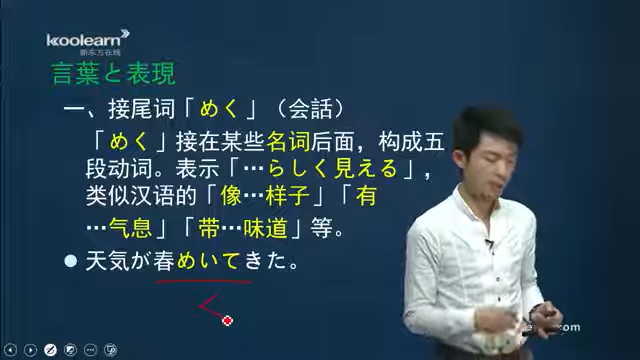 koolearn
新东方在线
言葉と表現
一、接尾词「めく」（会話）
「めく」接在某些名词后面，构成五
段动词。表示「…らしく見える」，
类似汉语的「像…样子」「有
…气息」「带…味道」等。
●天気が春めいてきた。
く